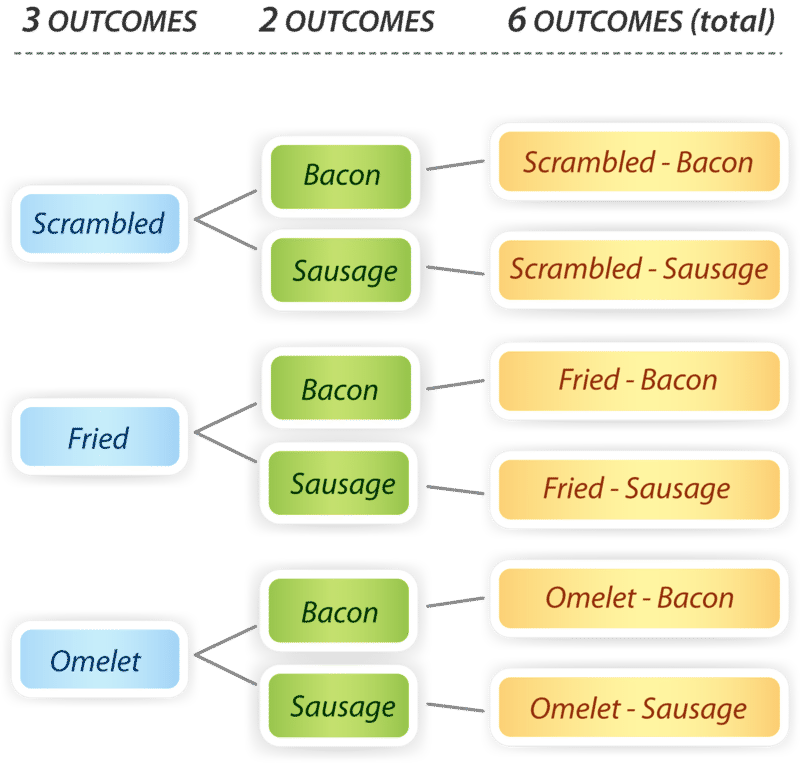 3 OUTCOMES 2 OUTCOMES 6 OUTCOMES (total)
Scrambled
Bacon
Scrambled - Bacon
Sausage
Scrambled - Sausage
Fried
Bacon
Fried - Bacon
Sausage
Fried - Sausage
Omelet
Bacon
Omelet - Bacon
Sausage
Omelet - Sausage